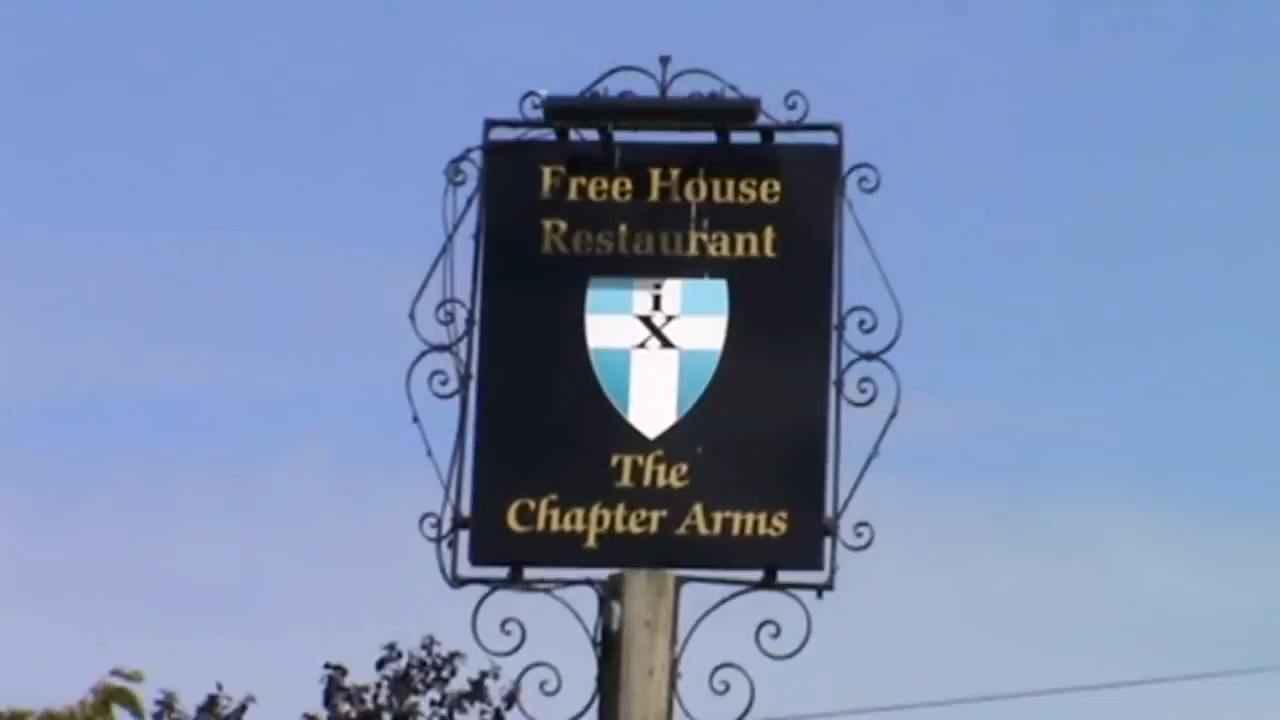 Free House
Restaurant
i
X
The
Chapter Arms